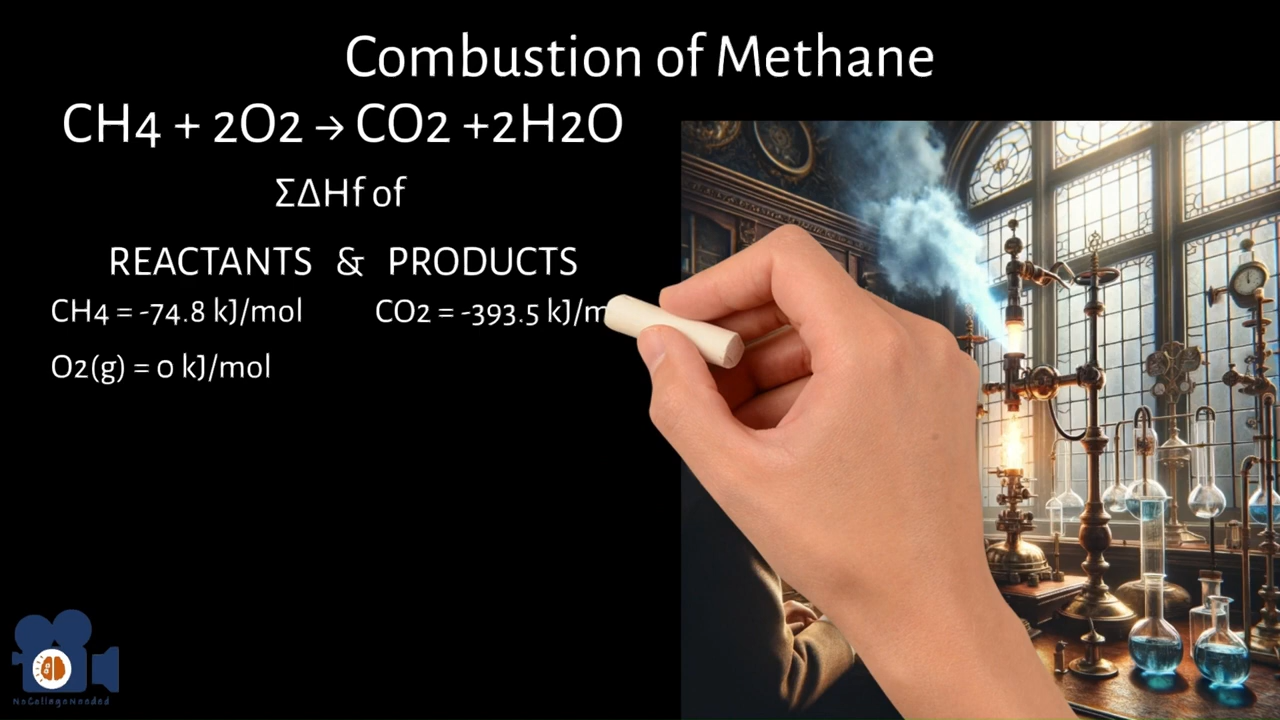 Combustion of Methane
CH4 + 2O2 → CO2 +2H2O
ΣΔHf of
REACTANTS & PRODUCTS
CH4 = -74.8 kJ/mol CO2 = -393.5 kJ/m
O2(g) = 0 kJ/mol
NoCollegeNeeded